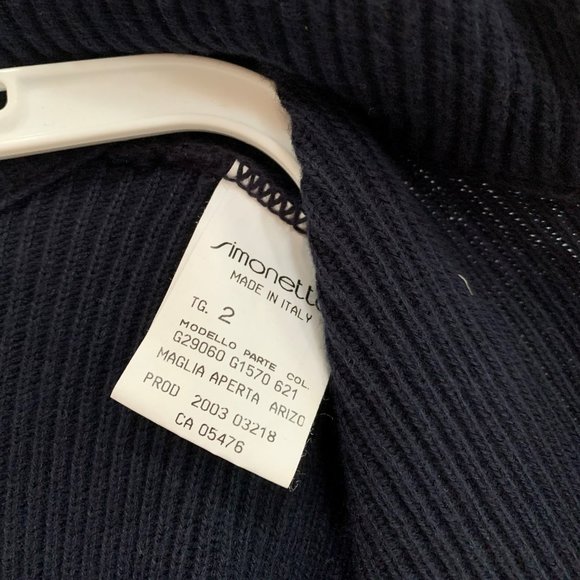 simonetta
MADE IN ITALY
TG. 2
MODELLO PARTE COL.
G29060 G1570 621
MAGLIA APERTA ARIZO
PROD 2003 03218
CA 05476